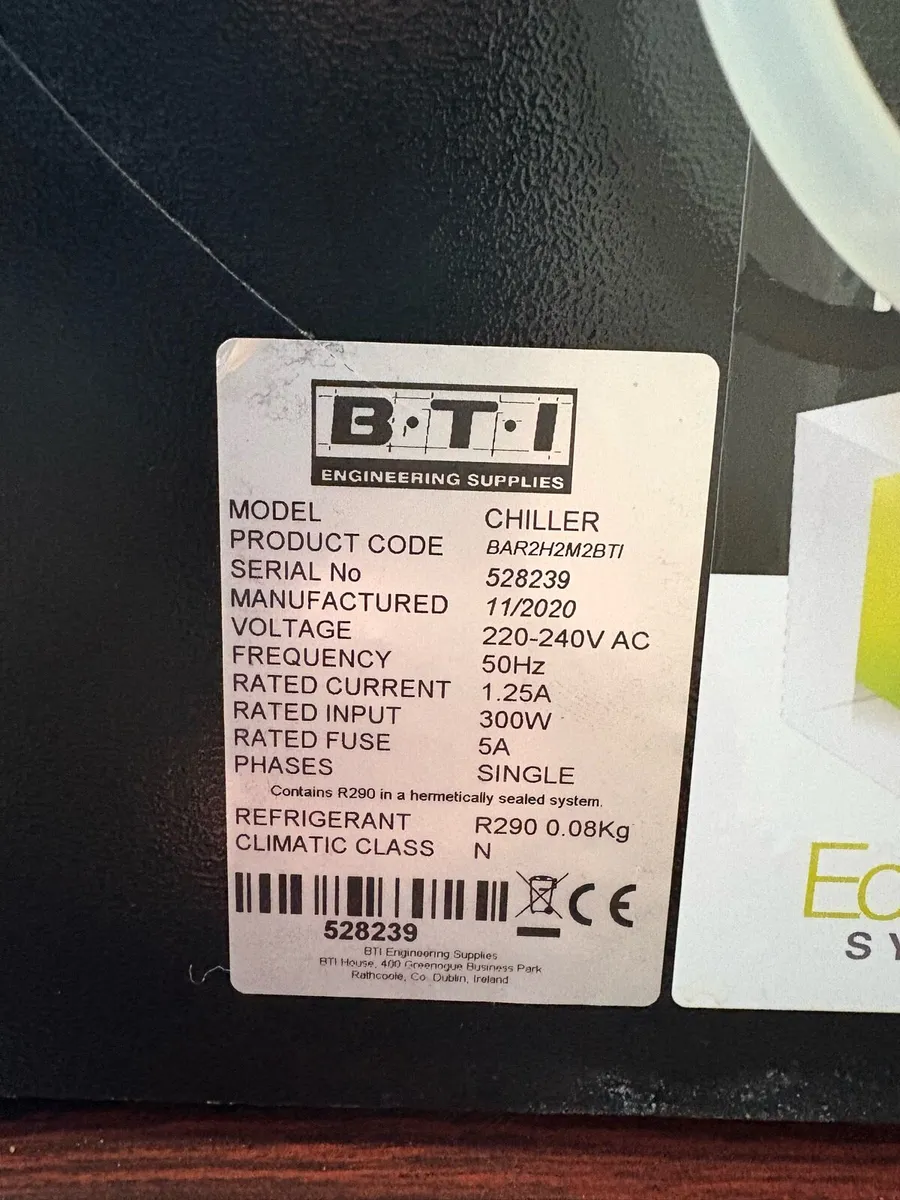 B·T·I
ENGINEERING SUPPLIES
MODEL CHILLER
PRODUCT CODE BAR2H2M2BTI
SERIAL No 528239
MANUFACTURED 11/2020
VOLTAGE 220-240V AC
FREQUENCY 50Hz
RATED CURRENT 1.25A
RATED INPUT 300W
RATED FUSE 5A
PHASES SINGLE
Contains R290 in a hermetically sealed system.
REFRIGERANT R290 0.08Kg
CLIMATIC CLASS N
CE
528239
BTI Engineering Supplies
BTI House, 400 Greenogue Business Park
Rathcoole, Co. Dublin, Ireland
Ec
SY